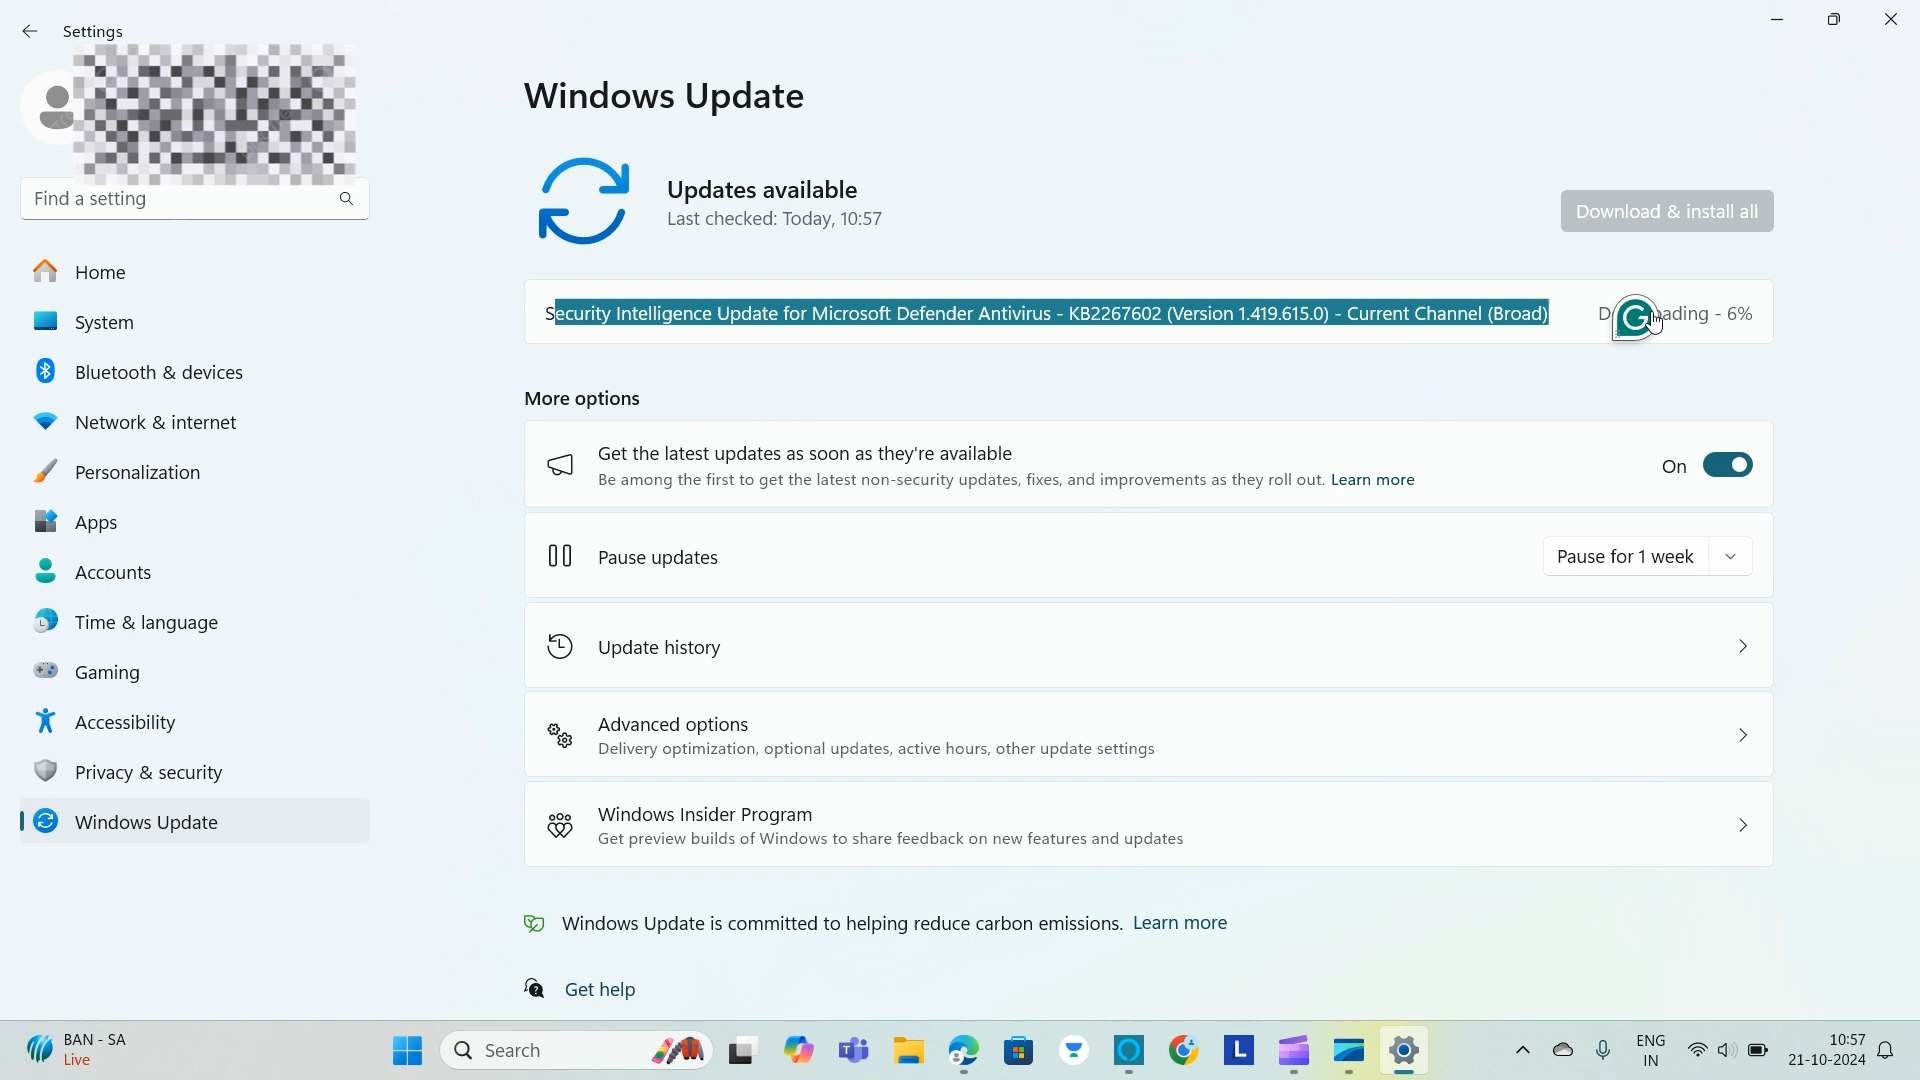 Settings
Find a setting
Home
System
Bluetooth & devices
Network & internet
Personalization
Apps
Accounts
Time & language
Gaming
Accessibility
Privacy & security
Windows Update
Windows Update
Updates available
Last checked: Today, 10:57
Download & install all
Security Intelligence Update for Microsoft Defender Antivirus - KB2267602 (Version 1.419.615.0) - Current Channel (Broad)
ading - 6%
More options
Get the latest updates as soon as they're available
Be among the first to get the latest non-security updates, fixes, and improvements as they roll out. Learn more
On
Pause updates
Pause for 1 week
Update history
Advanced options
Delivery optimization, optional updates, active hours, other update settings
Windows Insider Program
Get preview builds of Windows to share feedback on new features and updates
Windows Update is committed to helping reduce carbon emissions. Learn more
Get help
BAN - SA
Live
Search
L
ENG
IN
10:57
21-10-2024